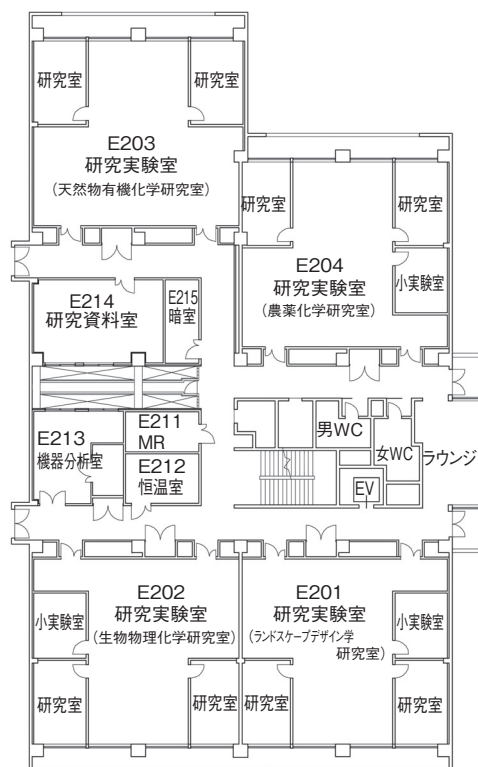 研究室
研究室
E203
研究実験室
（天然物有機化学研究室）
研究室
研究室
E204
研究実験室
（農薬化学研究室）
小実験室
E214
研究資料室
E215
暗室
E213
機器分析室
E211
MR
E212
恒温室
男WC
女WC
ラウンジ
EV
E202
研究実験室
（生物物理化学研究室）
小実験室
研究室
研究室
E201
研究実験室
（ランドスケープデザイン学
研究室）
小実験室
研究室
研究室